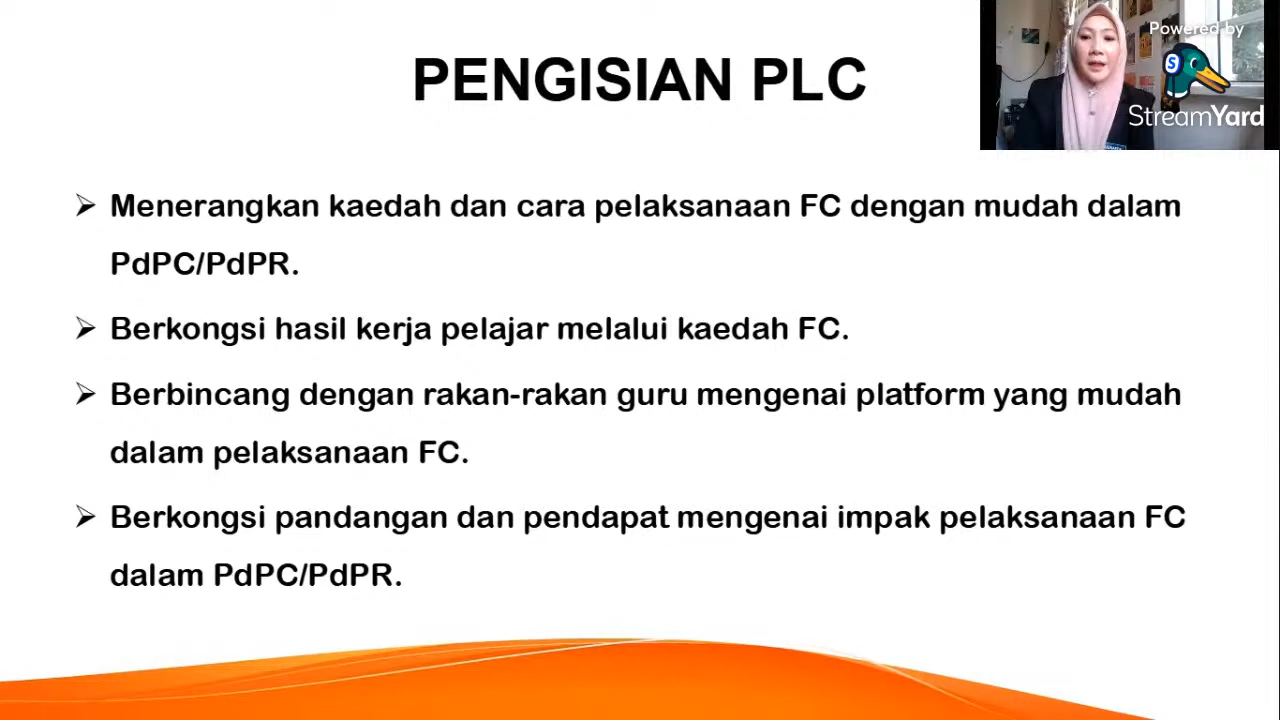 PENGISIAN PLC
Powered by
StreamYard
Menerangkan kaedah dan cara pelaksanaan FC dengan mudah dalam
PdPC/PdPR.
Berkongsi hasil kerja pelajar melalui kaedah FC.
Berbincang dengan rakan-rakan guru mengenai platform yang mudah
dalam pelaksanaan FC.
Berkongsi pandangan dan pendapat mengenai impak pelaksanaan FC
dalam PdPC/PdPR.